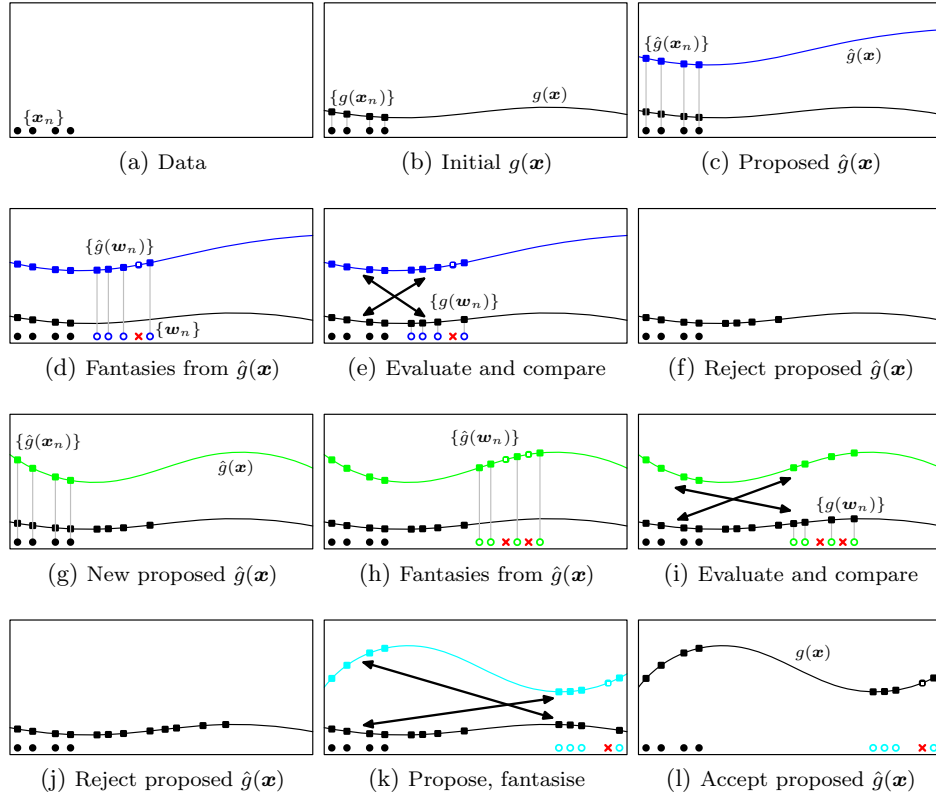 {xₙ}
(a) Data
{g(xₙ)}
g(x)
(b) Initial g(x)
{ĝ(xₙ)}
ĝ(x)
(c) Proposed ĝ(x)
{ĝ(wₙ)}
{wₙ}
(d) Fantasies from ĝ(x)
{g(wₙ)}
(e) Evaluate and compare
(f) Reject proposed ĝ(x)
{ĝ(xₙ)}
ĝ(x)
(g) New proposed ĝ(x)
{ĝ(wₙ)}
(h) Fantasies from ĝ(x)
{g(wₙ)}
(i) Evaluate and compare
(j) Reject proposed ĝ(x)
(k) Propose, fantasise
g(x)
(l) Accept proposed ĝ(x)